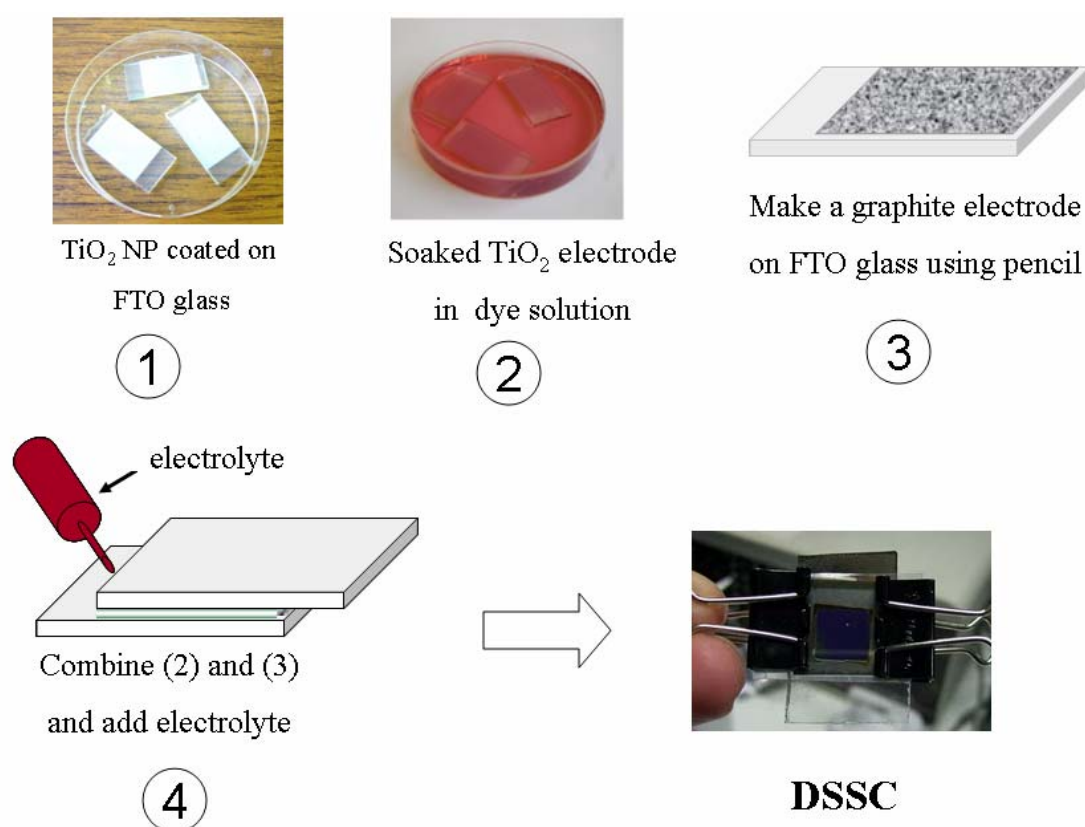 TiO₂ NP coated on
FTO glass
1
Soaked TiO₂ electrode
in dye solution
2
Make a graphite electrode
on FTO glass using pencil
3
electrolyte
Combine (2) and (3)
and add electrolyte
4
DSSC